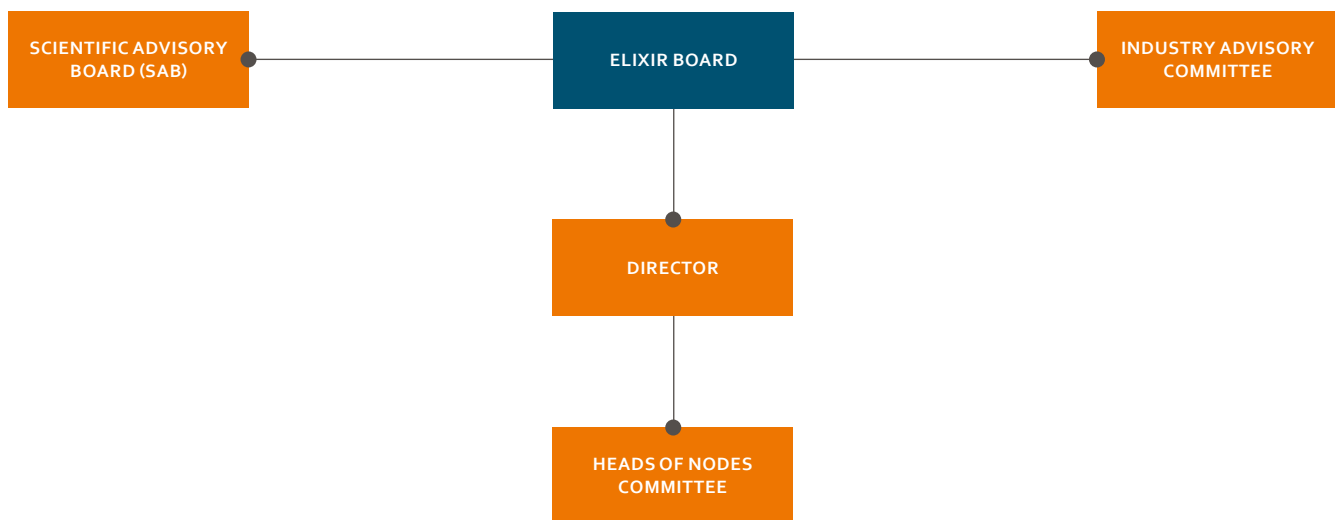 SCIENTIFIC ADVISORY
BOARD (SAB)
ELIXIR BOARD
INDUSTRY ADVISORY
COMMITTEE
DIRECTOR
HEADS OF NODES
COMMITTEE